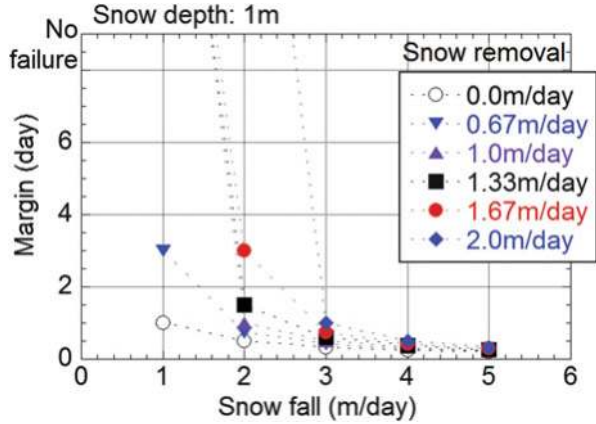 Snow depth: 1m
No
failure
6
4
2
0
Margin (day)
0 1 2 3 4 5 6
Snow fall (m/day)
Snow removal
0.0m/day
0.67m/day
1.0m/day
1.33m/day
1.67m/day
2.0m/day